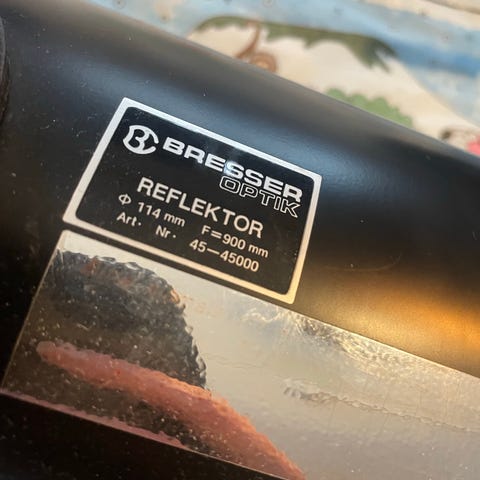 BRESSER
OPTIK
REFLEKTOR
Φ 114 mm F=900 mm
Art· Nr· 45—45000